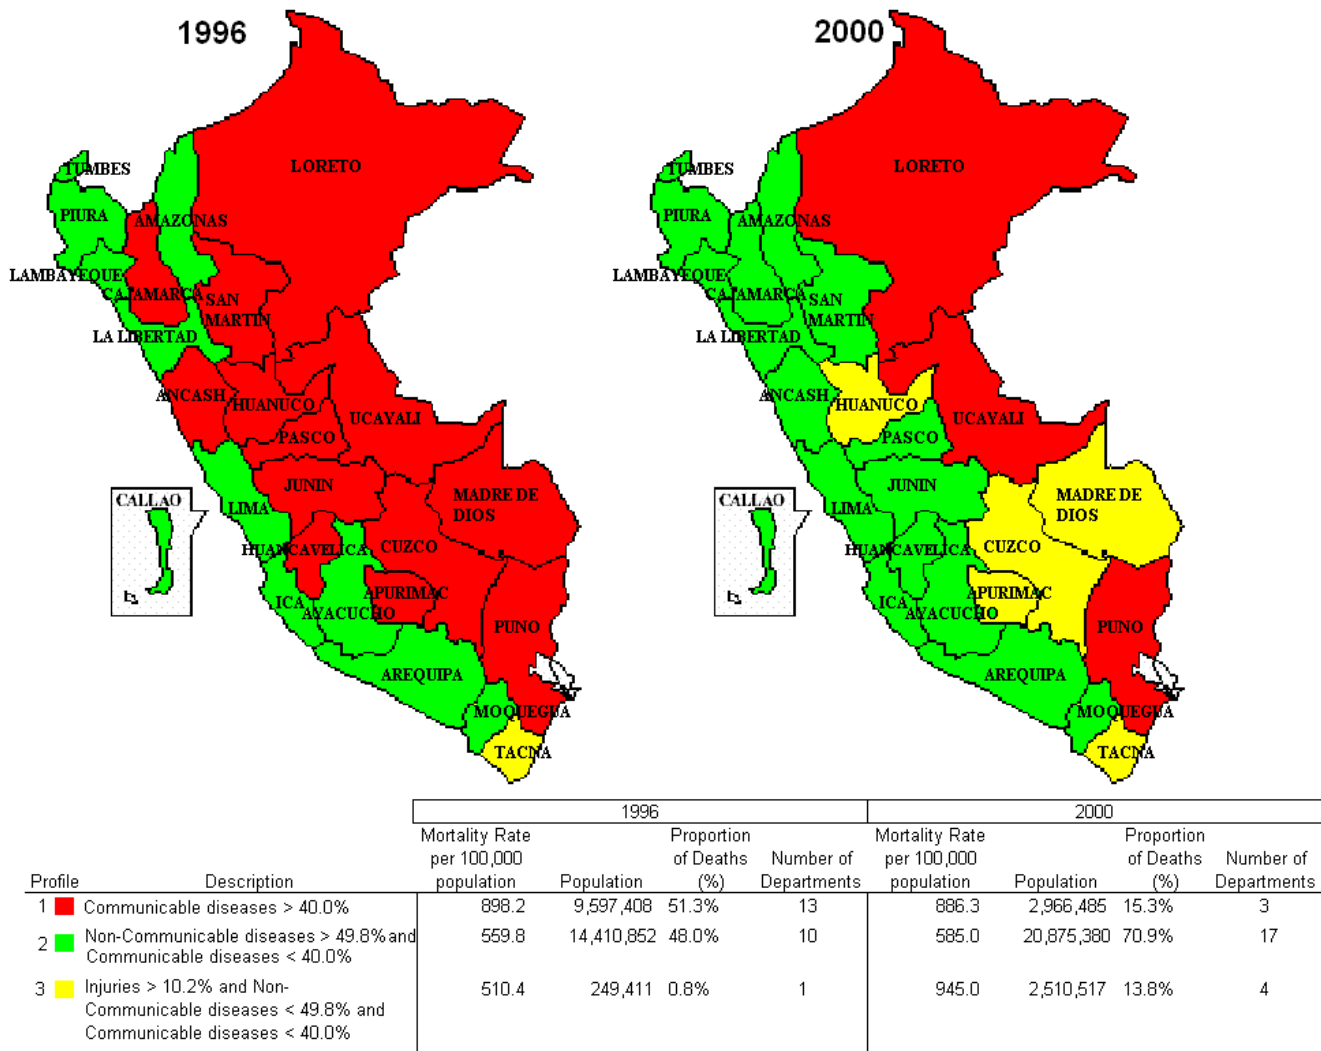 1996
2000
LORETO
TUMBES
PIURA
AMAZONAS
LAMBAYEQUE
CAJAMARCA
SAN
MARTIN
LA LIBERTAD
ANCASH
HUANUCO
UCAYALI
PASCO
JUNIN
MADRE DE
DIOS
CALLAO
LIMA
HUANCAVELICA
CUZCO
APURIMAC
ICA
AYACUCHO
PUNO
AREQUIPA
MOQUEGUA
TACNA
LORETO
TUMBES
PIURA
AMAZONAS
LAMBAYEQUE
CAJAMARCA
SAN
MARTIN
LA LIBERTAD
ANCASH
HUANUCO
UCAYALI
PASCO
JUNIN
MADRE DE
DIOS
CALLAO
LIMA
HUANCAVELICA
CUZCO
APURIMAC
ICA
AYACUCHO
PUNO
AREQUIPA
MOQUEGUA
TACNA
1996 2000
Mortality Rate Proportion Mortality Rate Proportion
per 100,000 of Deaths Number of per 100,000 of Deaths Number of
Profile Description population Population (%) Departments population Population (%) Departments
1 Communicable diseases > 40.0% 898.2 9,597,408 51.3% 13 886.3 2,966,485 15.3% 3
2 Non-Communicable diseases > 49.8% and 559.8 14,410,852 48.0% 10 585.0 20,875,380 70.9% 17
Communicable diseases < 40.0%
3 Injuries > 10.2% and Non- 510.4 249,411 0.8% 1 945.0 2,510,517 13.8% 4
Communicable diseases < 49.8% and
Communicable diseases < 40.0%